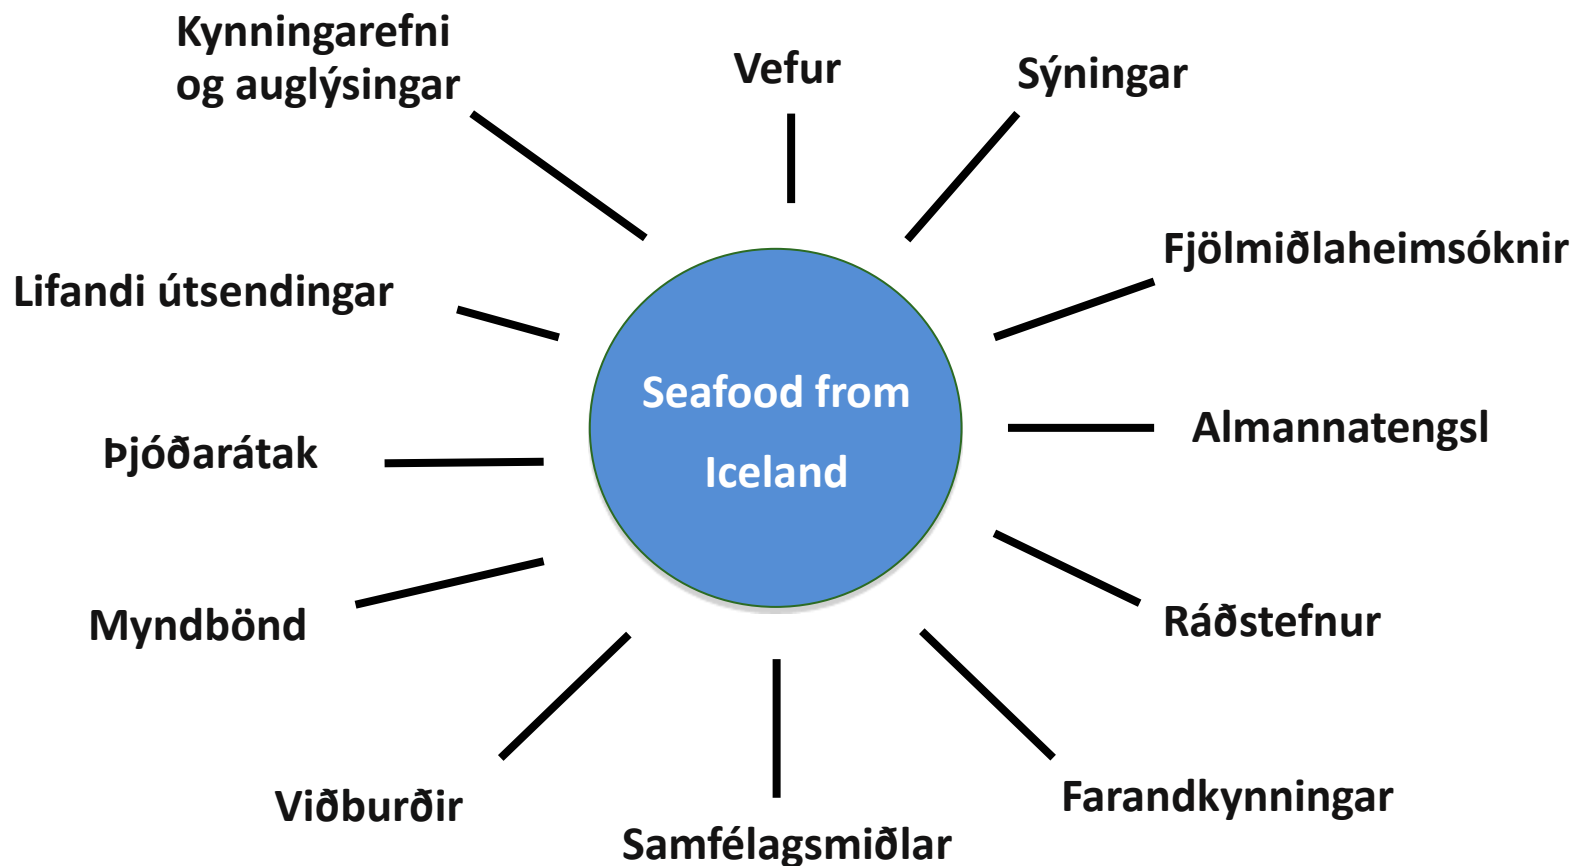 Kynningarefni
og auglýsingar
Vefur
Sýningar
Fjölmiðlaheimsóknir
Lifandi útsendingar
Seafood from
Iceland
Almannatengsl
Þjóðarátak
Myndbönd
Ráðstefnur
Viðburðir
Farandkynningar
Samfélagsmiðlar